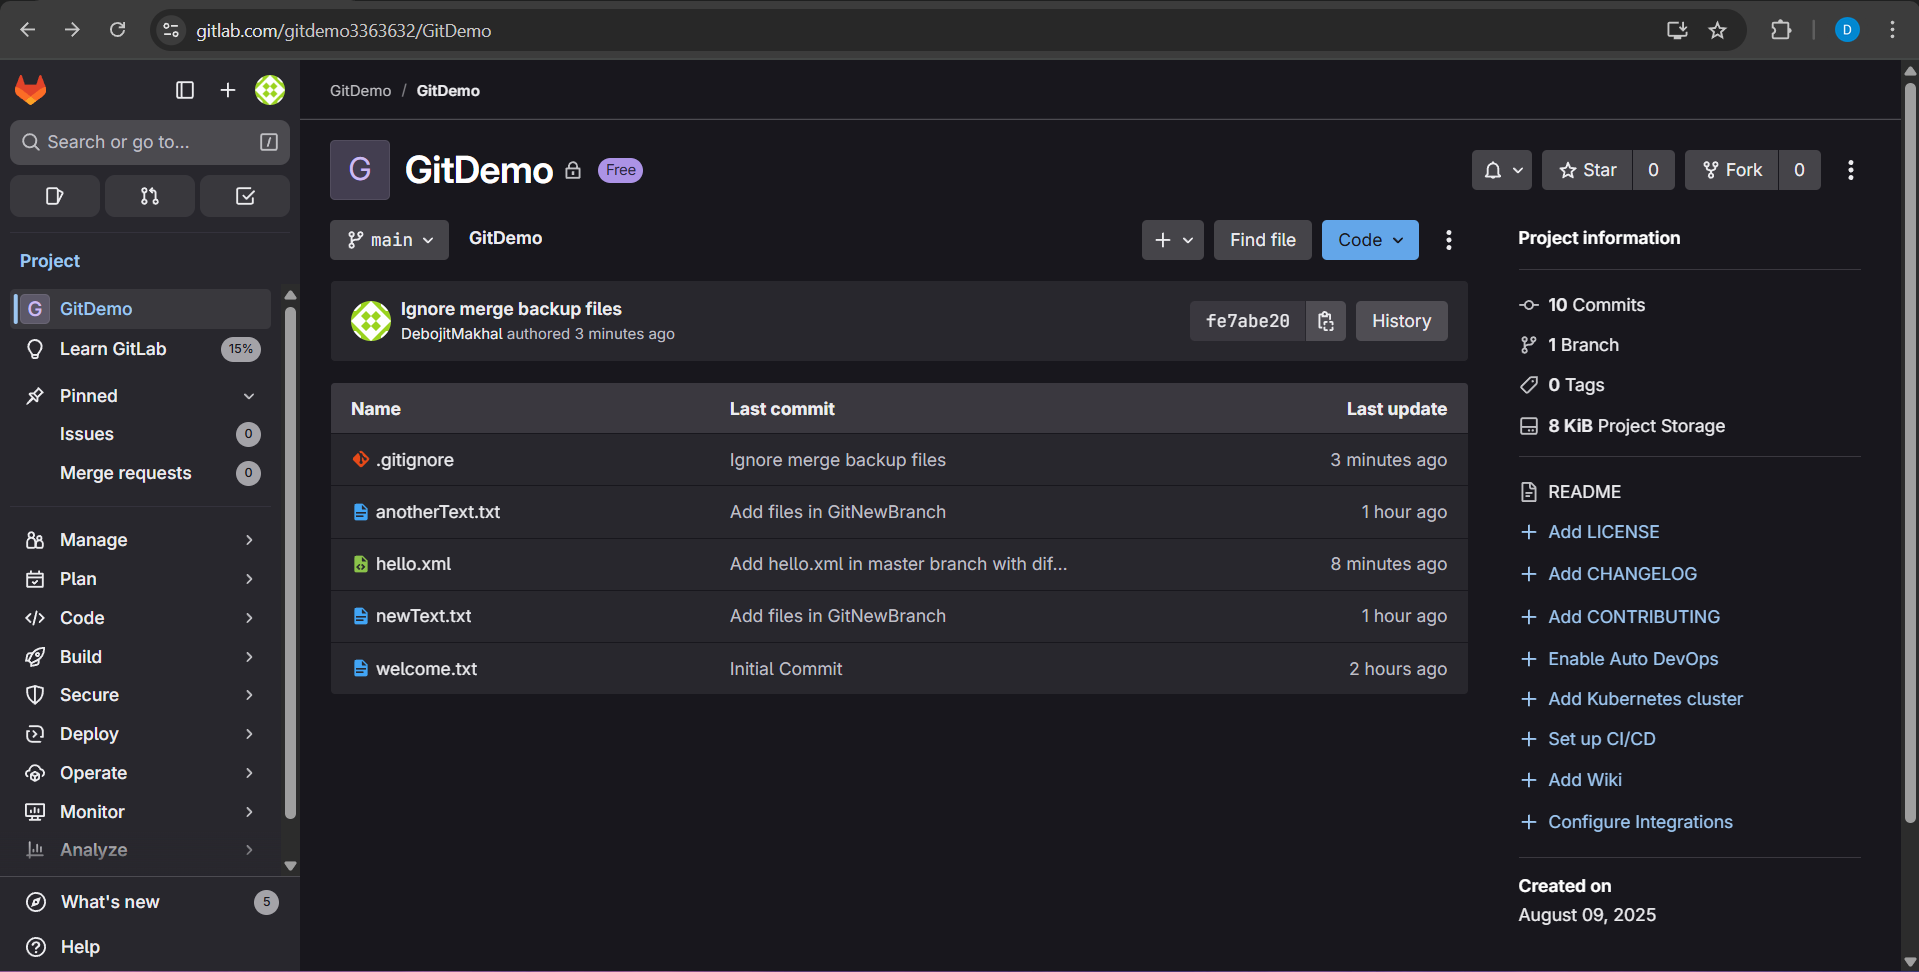 gitlab.com/gitdemo3363632/GitDemo
D
GitDemo / GitDemo
Search or go to...
/
G
GitDemo
Free
Star
0
Fork
0
main
GitDemo
Find file
Code
Project
G
GitDemo
Learn GitLab
15%
Pinned
Issues
0
Merge requests
0
Manage
Plan
Code
Build
Secure
Deploy
Operate
Monitor
Analyze
What's new
5
Help
Ignore merge backup files
DebojitMakhal authored 3 minutes ago
fe7abe20
History
Name Last commit Last update
.gitignore Ignore merge backup files 3 minutes ago
anotherText.txt Add files in GitNewBranch 1 hour ago
hello.xml Add hello.xml in master branch with dif... 8 minutes ago
newText.txt Add files in GitNewBranch 1 hour ago
welcome.txt Initial Commit 2 hours ago
Project information
10 Commits
1 Branch
0 Tags
8 KiB Project Storage
README
Add LICENSE
Add CHANGELOG
Add CONTRIBUTING
Enable Auto DevOps
Add Kubernetes cluster
Set up CI/CD
Add Wiki
Configure Integrations
Created on
August 09, 2025